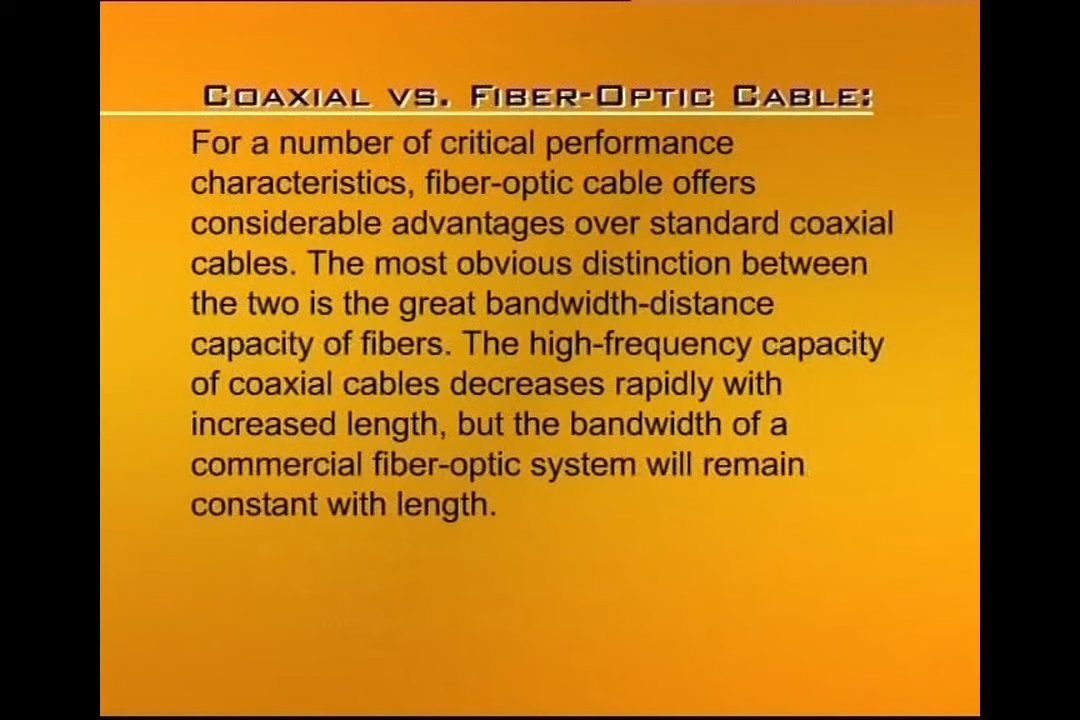 Coaxial vs. Fiber-Optic Cable:
For a number of critical performance
characteristics, fiber-optic cable offers
considerable advantages over standard coaxial
cables. The most obvious distinction between
the two is the great bandwidth-distance
capacity of fibers. The high-frequency capacity
of coaxial cables decreases rapidly with
increased length, but the bandwidth of a
commercial fiber-optic system will remain
constant with length.